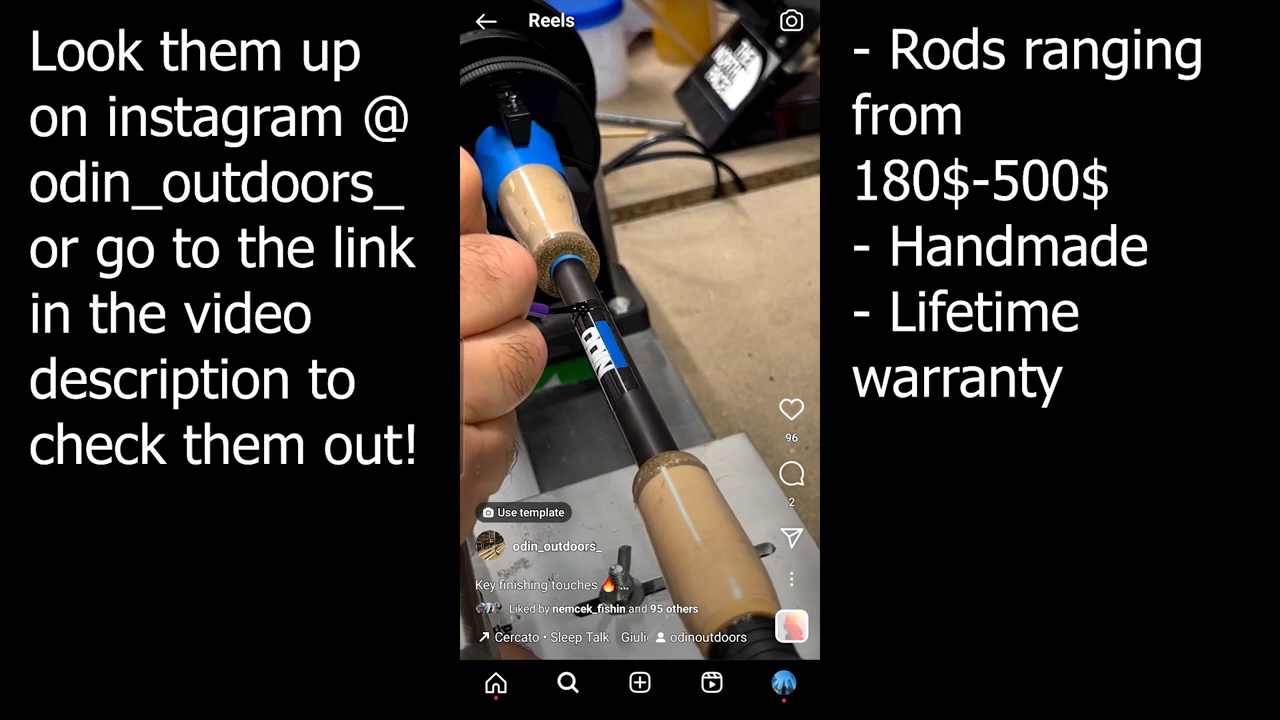 Look them up
on instagram @
odin_outdoors_
or go to the link
in the video
description to
check them out!
Reels
ODIN
Use template
odin_outdoors_
Key finishing touches 🔥...
Liked by nemcek_fishin and 95 others
Cercato • Sleep Talk Giuli odinoutdoors
96
2
- Rods ranging
from
180$-500$
- Handmade
- Lifetime
warranty